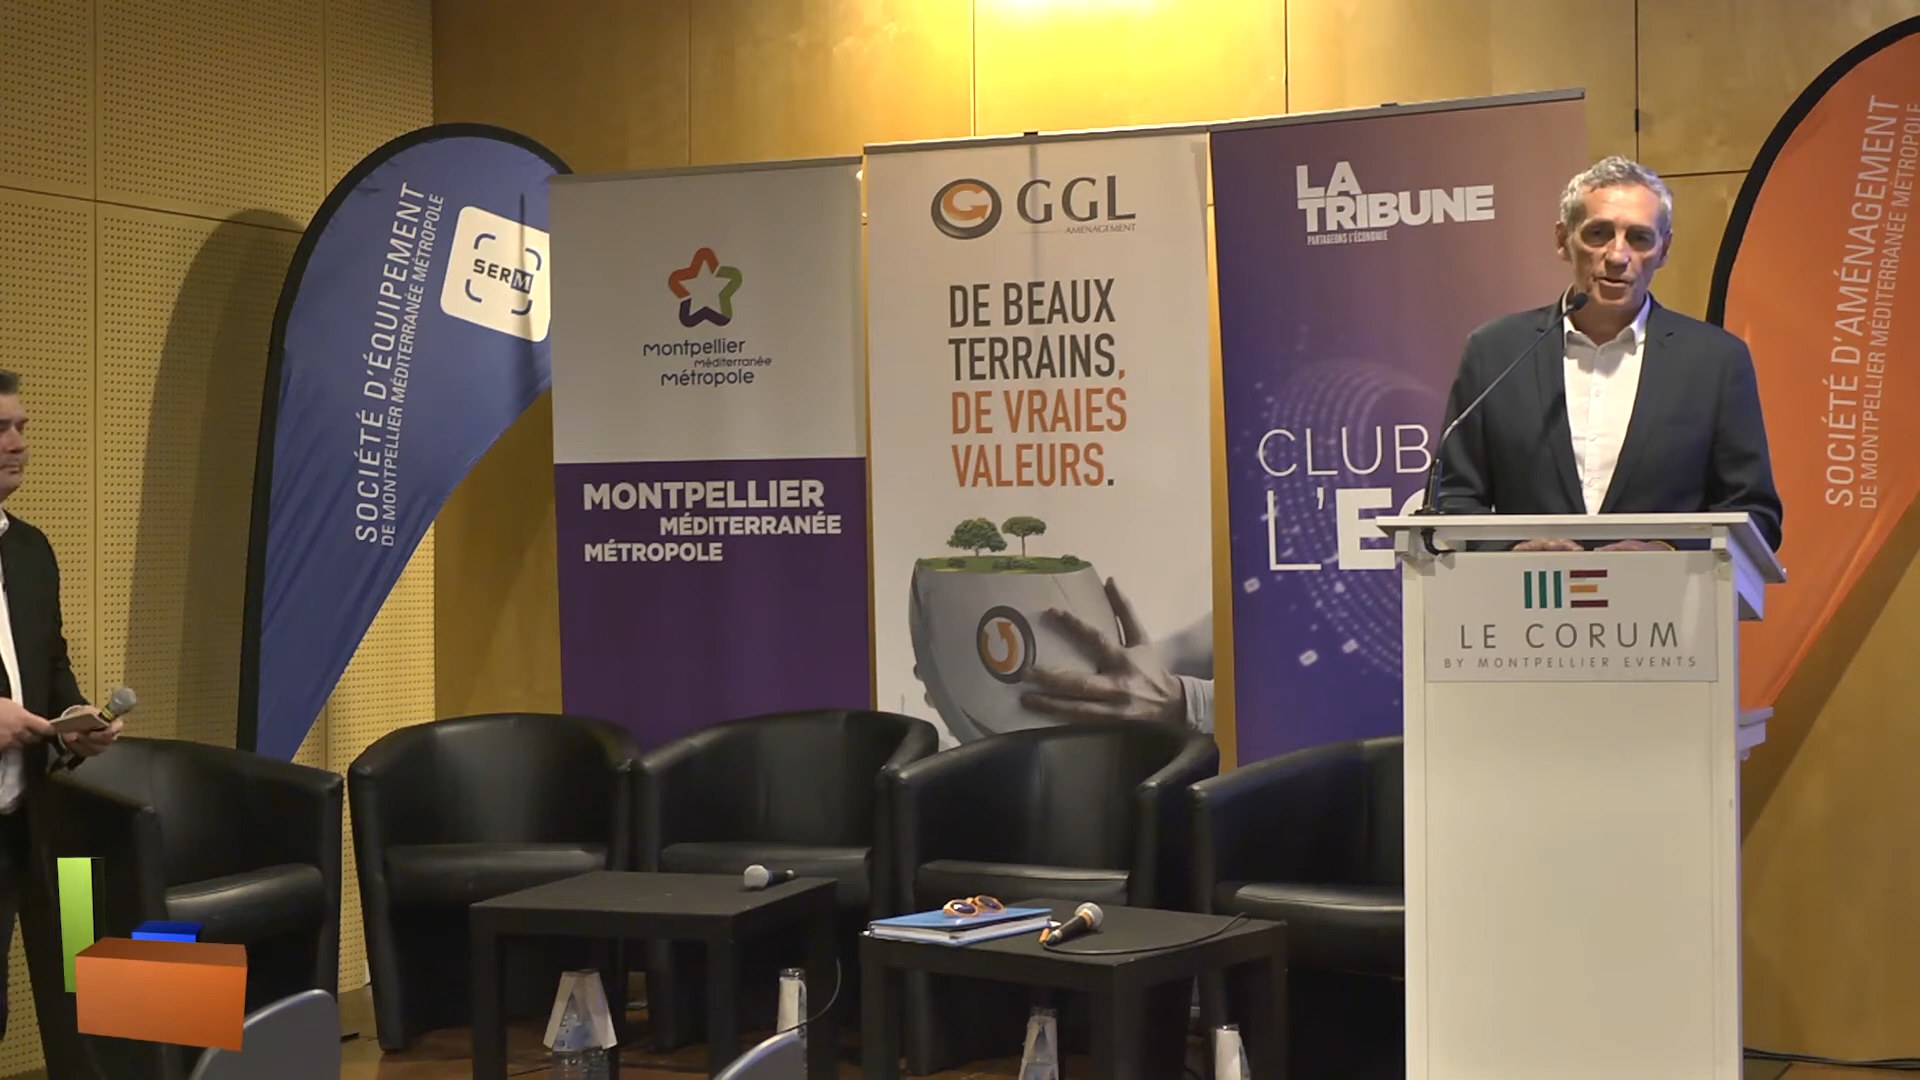 SOCIÉTÉ D'ÉQUIPEMENT
DE MONTPELLIER MÉDITERRANÉE MÉTROPOLE
SERM
montpellier
méditerranée
métropole
MONTPELLIER
MÉDITERRANÉE
MÉTROPOLE
GGL
AMENAGEMENT
DE BEAUX
TERRAINS,
DE VRAIES
VALEURS.
LA
TRIBUNE
PARTAGEONS L'ÉCONOMIE
CLUB
L'E
LE CORUM
BY MONTPELLIER EVENTS
SOCIÉTÉ D'AMÉNAGEMENT
DE MONTPELLIER MÉDITERRANÉE MÉTROPOLE